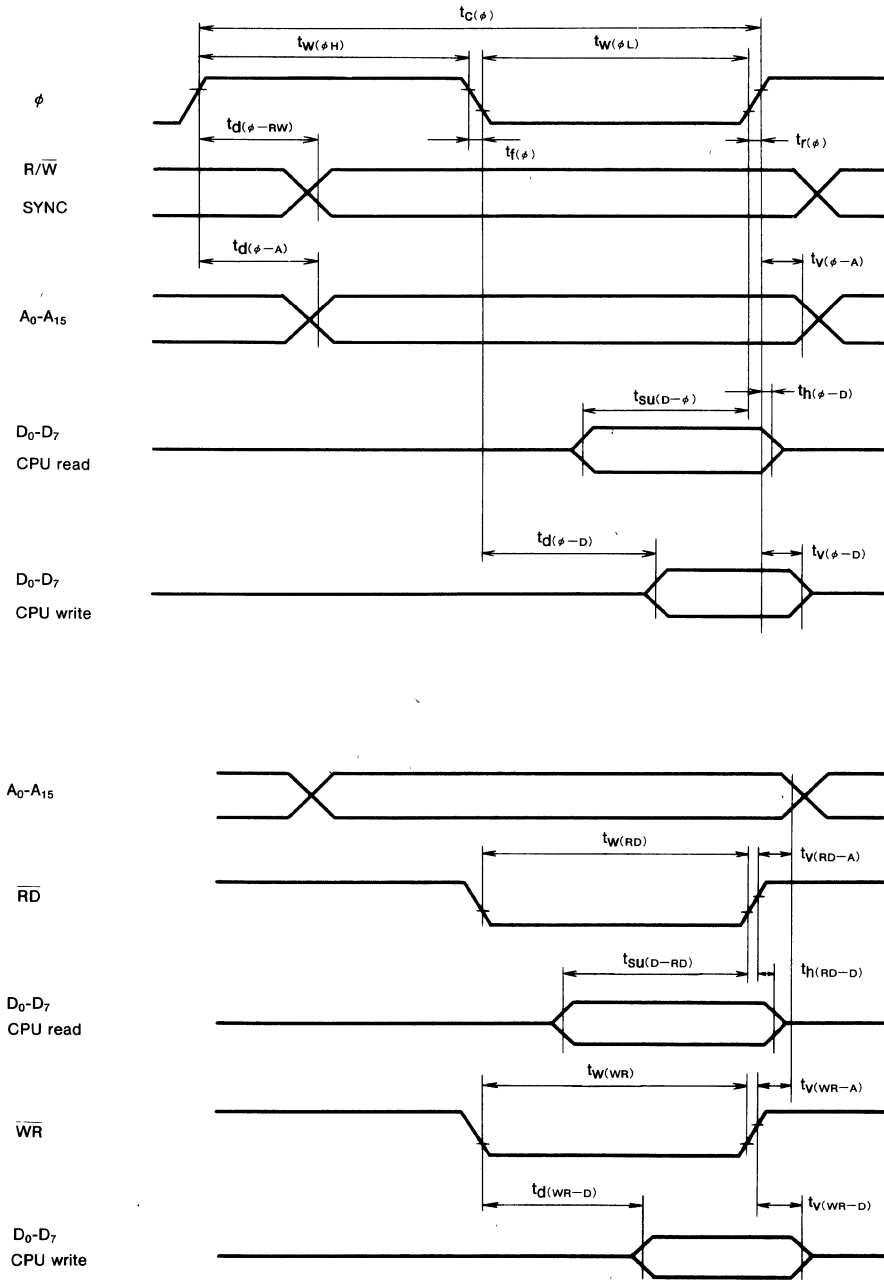 tC(φ)
tW(φH) tW(φL)
φ
td(φ−RW) tf(φ) tr(φ)
R/W̅
SYNC
td(φ−A) tv(φ−A)
A0-A15
tsu(D−φ) th(φ−D)
D0-D7
CPU read
td(φ−D) tv(φ−D)
D0-D7
CPU write
A0-A15
tW(RD) tv(RD−A)
R̅D̅
tsu(D−RD) th(RD−D)
D0-D7
CPU read
tW(WR) tv(WR−A)
W̅R̅
td(WR−D) tv(WR−D)
D0-D7
CPU write